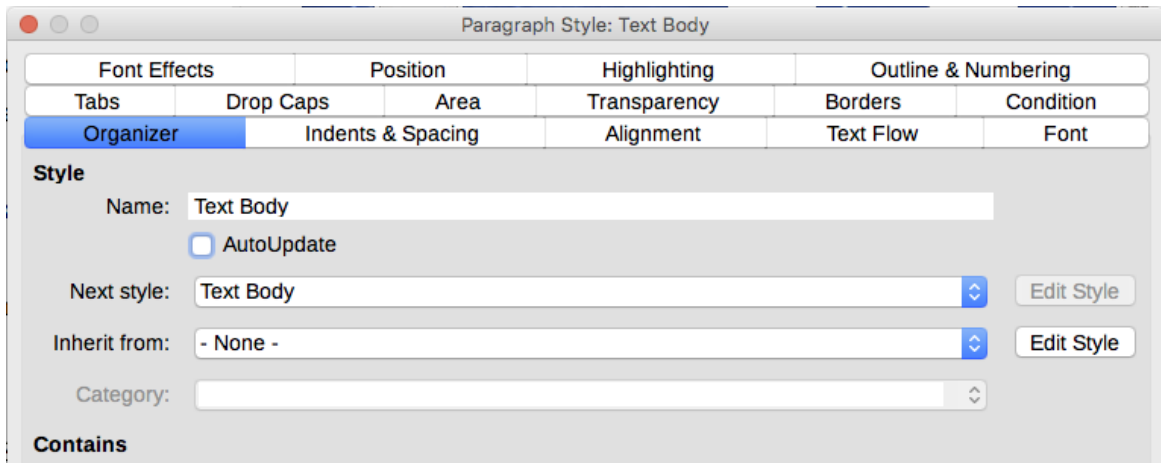 Paragraph Style: Text Body
Font Effects Position Highlighting Outline & Numbering
Tabs Drop Caps Area Transparency Borders Condition
Organizer Indents & Spacing Alignment Text Flow Font
Style
Name: Text Body
AutoUpdate
Next style: Text Body Edit Style
Inherit from: - None - Edit Style
Category:
Contains